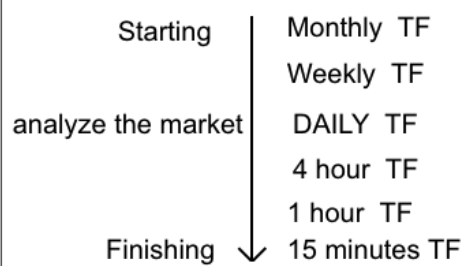 Starting
Monthly TF
Weekly TF
analyze the market
DAILY TF
4 hour TF
1 hour TF
Finishing
15 minutes TF